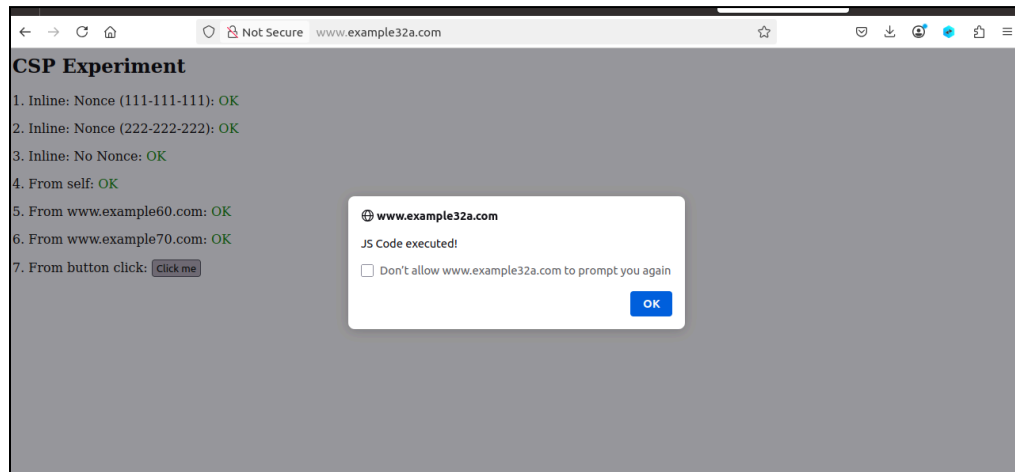 Not Secure www.example32a.com
CSP Experiment
1. Inline: Nonce (111-111-111): OK
2. Inline: Nonce (222-222-222): OK
3. Inline: No Nonce: OK
4. From self: OK
5. From www.example60.com: OK
6. From www.example70.com: OK
7. From button click: Click me
www.example32a.com
JS Code executed!
Don't allow www.example32a.com to prompt you again
OK